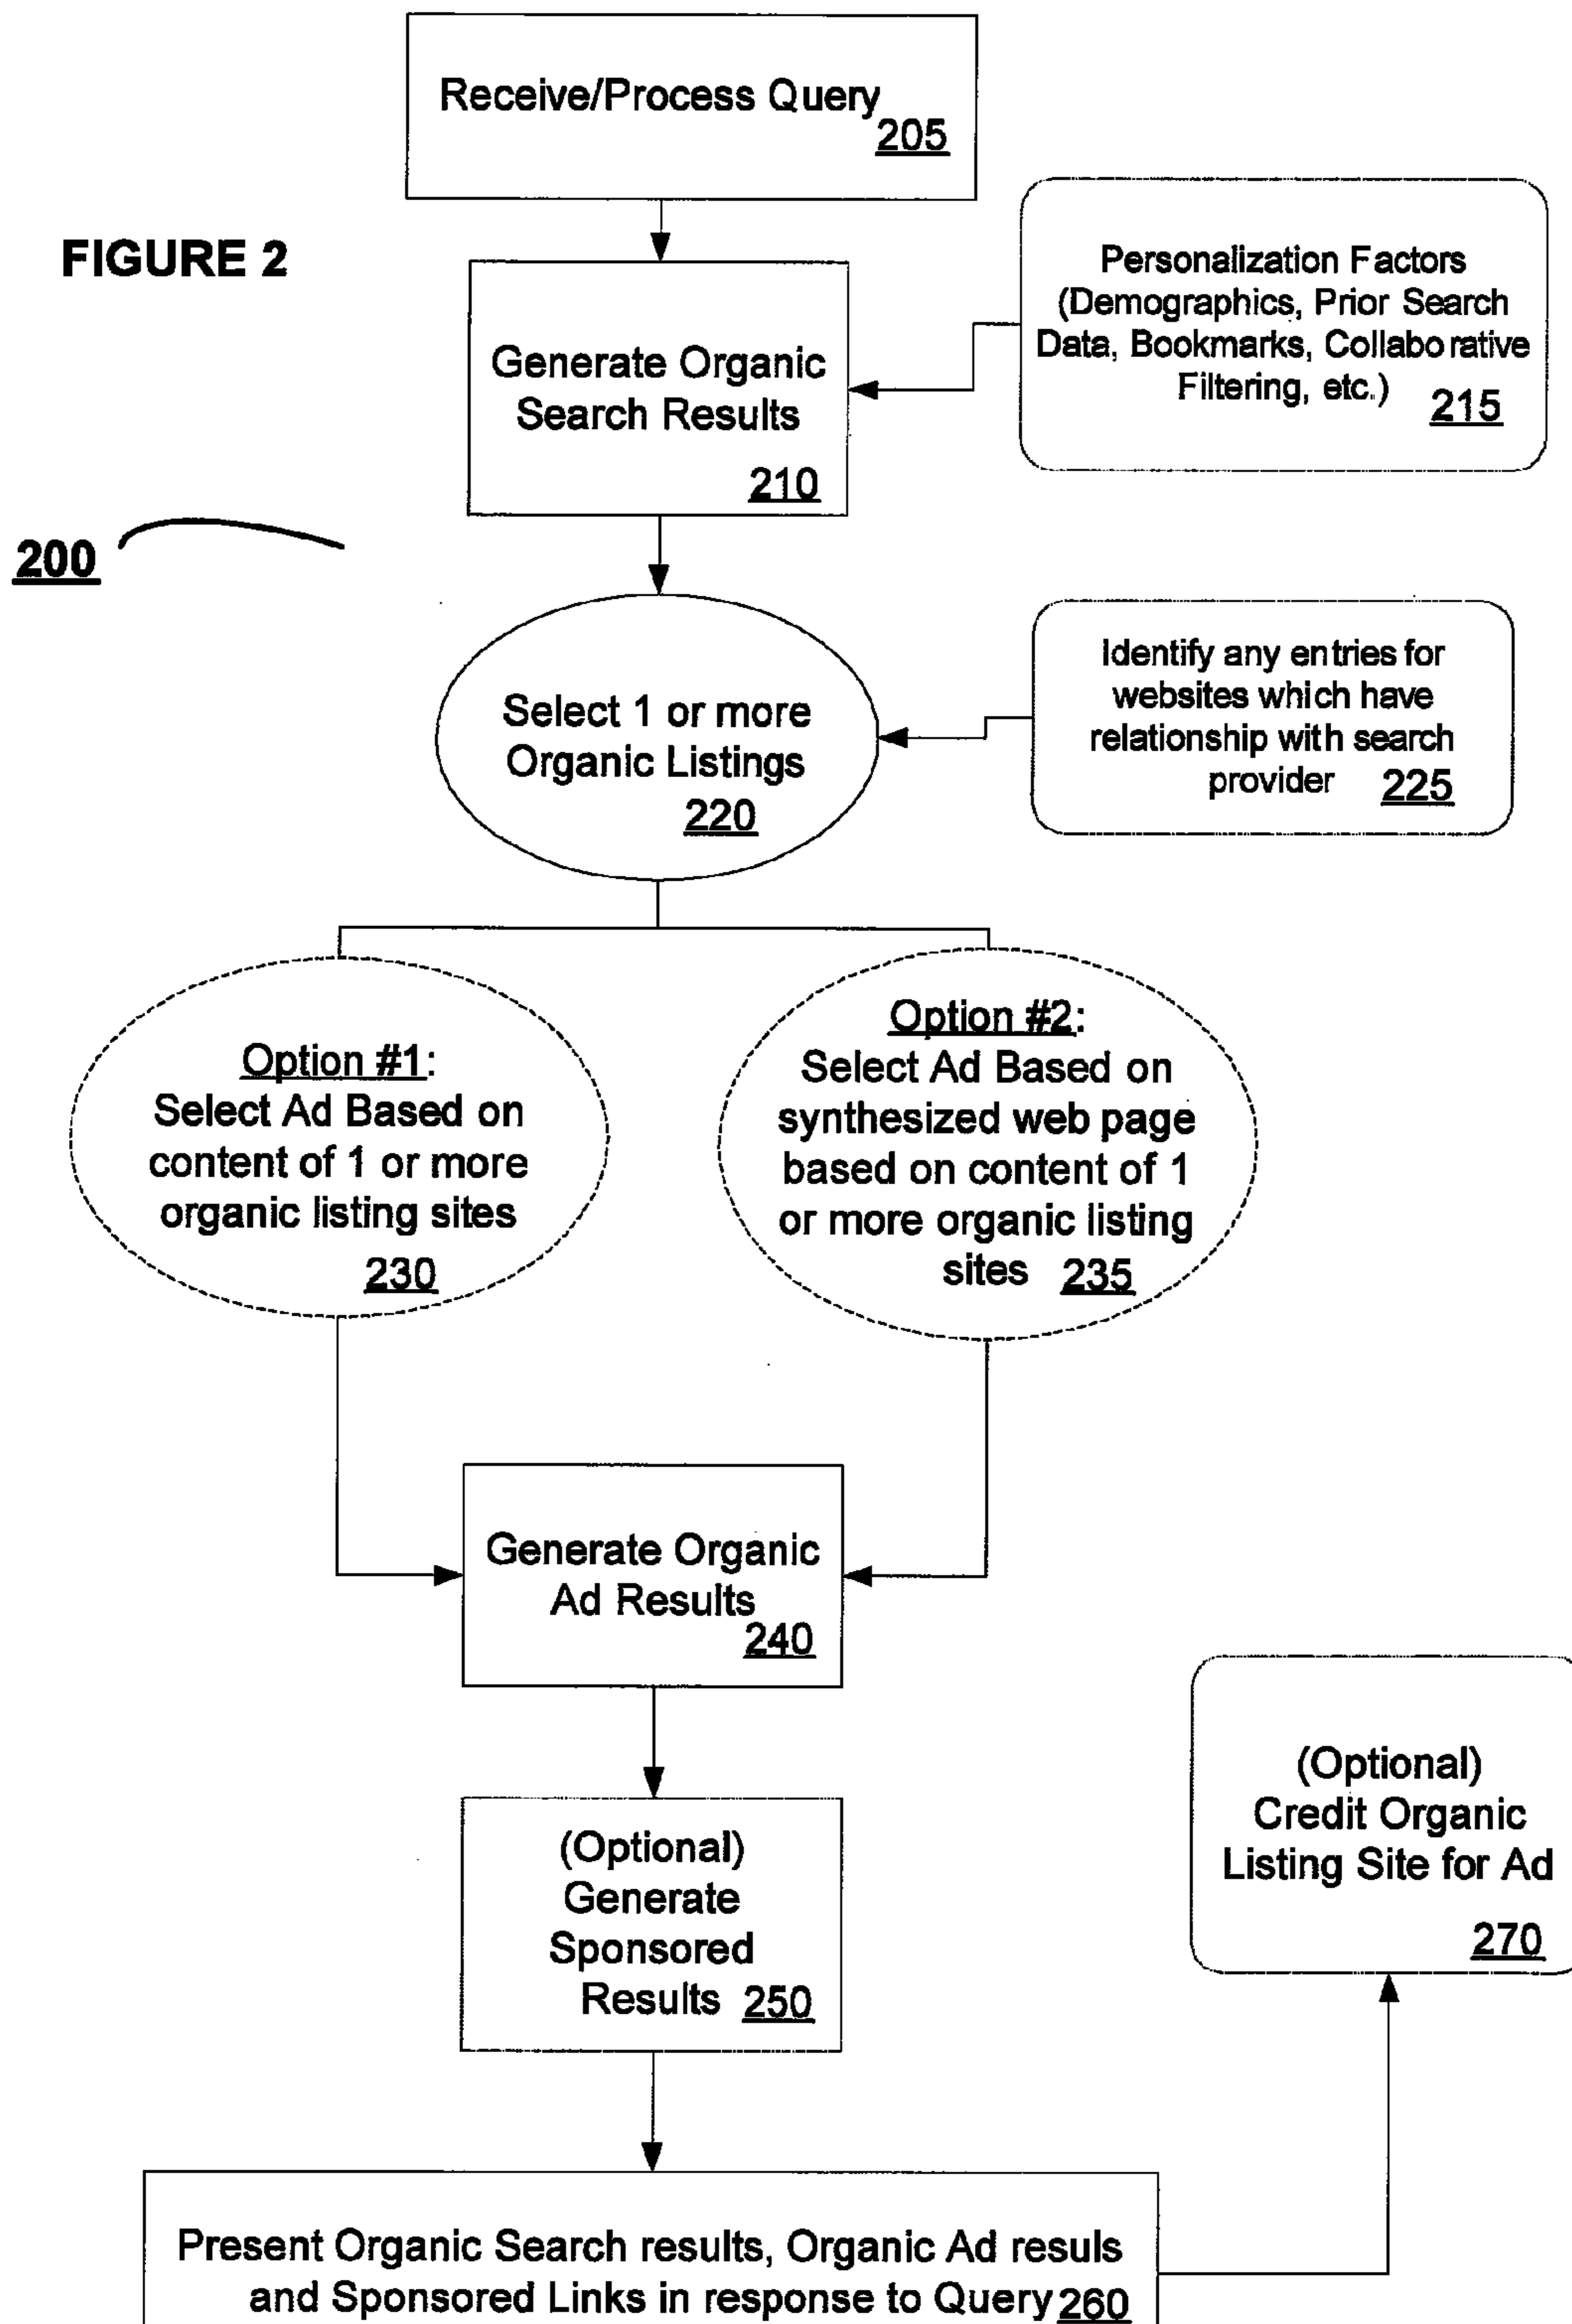 Receive/Process Query
205
FIGURE 2
Generate Organic
Search Results
210
Personalization Factors
(Demographics, Prior Search
Data, Bookmarks, Collaborative
Filtering, etc.) 215
200
Select 1 or more
Organic Listings
220
Identify any entries for
websites which have
relationship with search
provider 225
Option #1:
Select Ad Based on
content of 1 or more
organic listing sites
230
Option #2:
Select Ad Based on
synthesized web page
based on content of 1
or more organic listing
sites 235
Generate Organic
Ad Results
240
(Optional)
Generate
Sponsored
Results 250
(Optional)
Credit Organic
Listing Site for Ad
270
Present Organic Search results, Organic Ad resuls
and Sponsored Links in response to Query 260